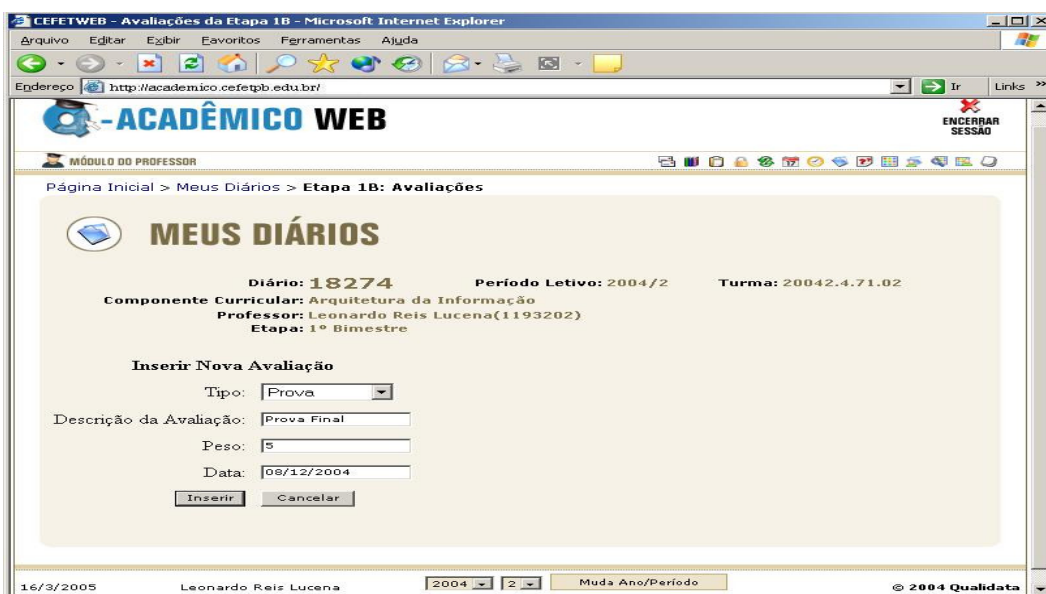 CEFETWEB - Avaliações da Etapa 1B - Microsoft Internet Explorer
Arquivo Editar Exibir Favoritos Ferramentas Ajuda
Endereço http://academico.cefetpb.edu.br/ Ir Links »
Q-ACADÊMICO WEB
ENCERRAR
SESSÃO
MÓDULO DO PROFESSOR
Página Inicial > Meus Diários > Etapa 1B: Avaliações
MEUS DIÁRIOS
Diário: 18274 Período Letivo: 2004/2 Turma: 20042.4.71.02
Componente Curricular: Arquitetura da Informação
Professor: Leonardo Reis Lucena(1193202)
Etapa: 1º Bimestre
Inserir Nova Avaliação
Tipo: Prova
Descrição da Avaliação: Prova Final
Peso: 5
Data: 08/12/2004
Inserir Cancelar
16/3/2005 Leonardo Reis Lucena 2004 2 Muda Ano/Período © 2004 Qualidata